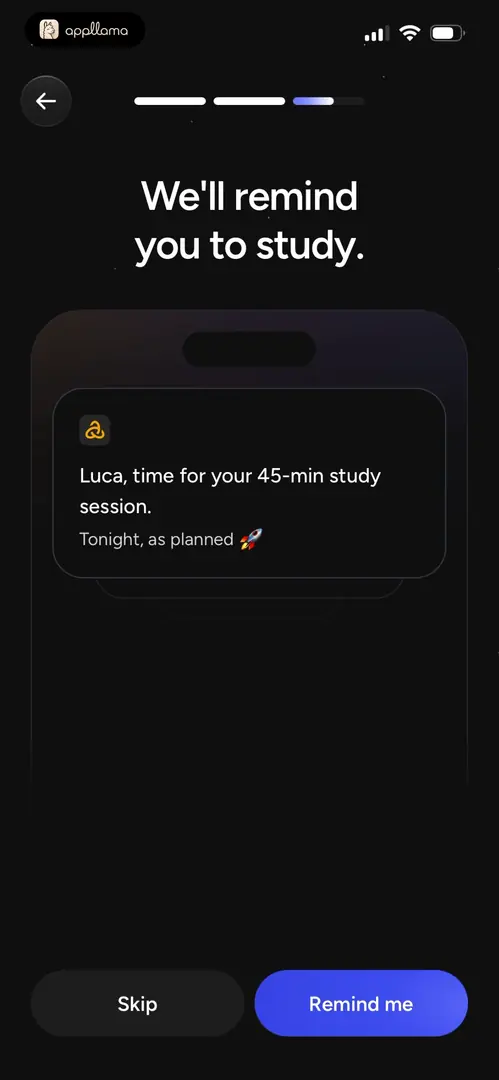 appllama
We'll remind
you to study.
Luca, time for your 45-min study
session.
Tonight, as planned 🚀
Skip
Remind me